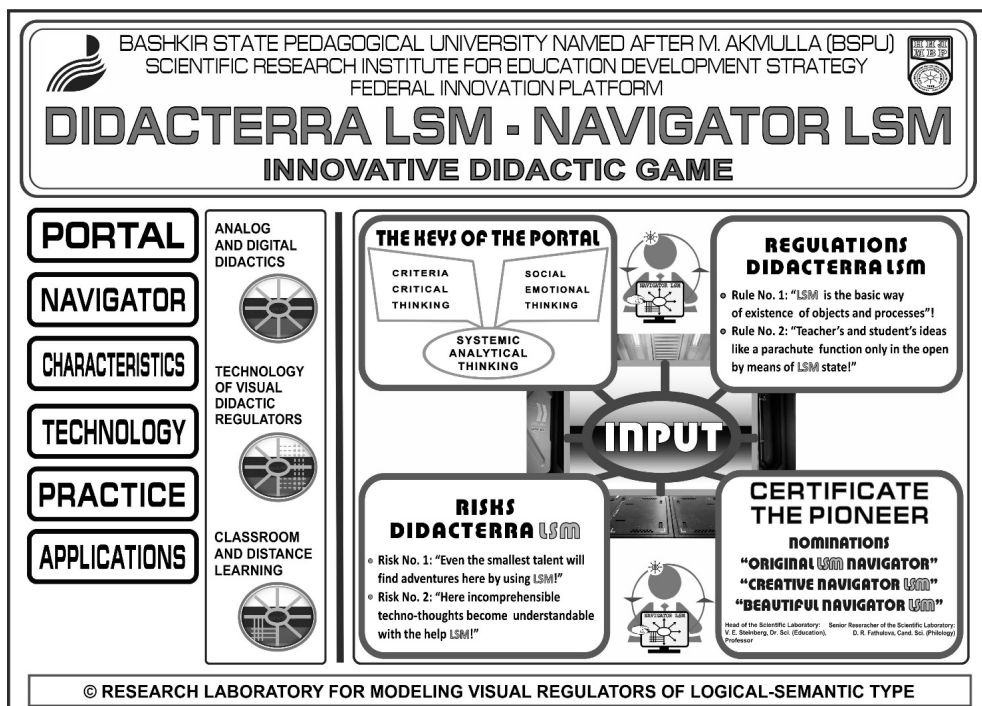 BASHKIR STATE PEDAGOGICAL UNIVERSITY NAMED AFTER M. AKMULLA (BSPU)
SCIENTIFIC RESEARCH INSTITUTE FOR EDUCATION DEVELOPMENT STRATEGY
FEDERAL INNOVATION PLATFORM
DIDACTERRA LSM - NAVIGATOR LSM
INNOVATIVE DIDACTIC GAME
PORTAL
NAVIGATOR
CHARACTERISTICS
TECHNOLOGY
PRACTICE
APPLICATIONS
ANALOG
AND DIGITAL
DIDACTICS
TECHNOLOGY
OF VISUAL
DIDACTIC
REGULATORS
CLASSROOM
AND DISTANCE
LEARNING
THE KEYS OF THE PORTAL
CRITERIA
CRITICAL
THINKING
SOCIAL
EMOTIONAL
THINKING
SYSTEMIC
ANALYTICAL
THINKING
NAVIGATOR LSM
REGULATIONS
DIDACTERRA LSM
Rule No. 1: “LSM is the basic way
of existence of objects and processes”!
Rule No. 2: “Teacher’s and student’s ideas
like a parachute function only in the open
by means of LSM state!”
INPUT
RISKS
DIDACTERRA LSM
Risk No. 1: “Even the smallest talent will
find adventures here by using LSM!”
Risk No. 2: “Here incomprehensible
techno-thoughts become understandable
with the help LSM!”
NAVIGATOR LSM
CERTIFICATE
THE PIONEER
NOMINATIONS
“ORIGINAL LSM NAVIGATOR”
“CREATIVE NAVIGATOR LSM”
“BEAUTIFUL NAVIGATOR LSM”
Head of the Scientific Laboratory:
V. E. Steinberg, Dr. Sci. (Education),
Professor
Senior Reseracher of the Scientific Laboratory:
D. R. Fathulova, Cand. Sci. (Philology)
© RESEARCH LABORATORY FOR MODELING VISUAL REGULATORS OF LOGICAL-SEMANTIC TYPE